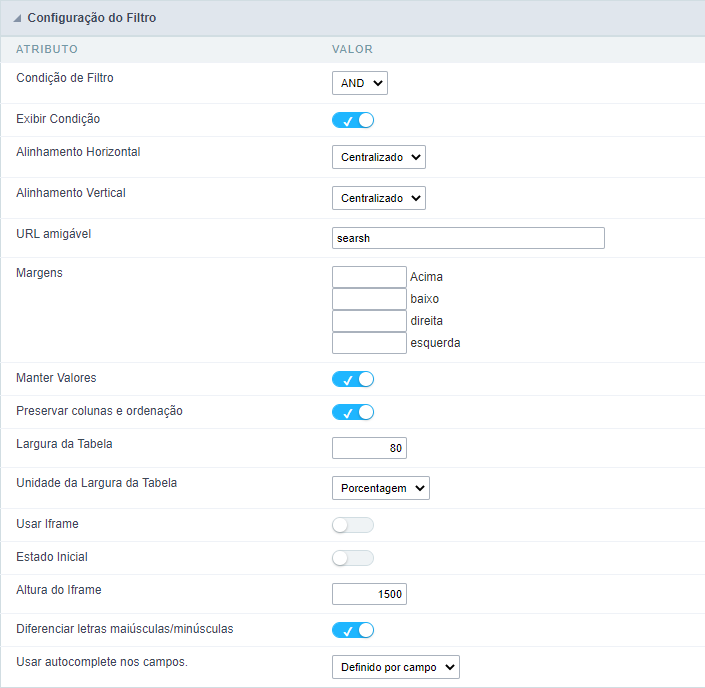 Configuração do Filtro
ATRIBUTO VALOR
Condição de Filtro AND
Exibir Condição
Alinhamento Horizontal Centralizado
Alinhamento Vertical Centralizado
URL amigável searsh
Margens Acima
baixo
direita
esquerda
Manter Valores
Preservar colunas e ordenação
Largura da Tabela 80
Unidade da Largura da Tabela Porcentagem
Usar Iframe
Estado Inicial
Altura do Iframe 1500
Diferenciar letras maiúsculas/minúsculas
Usar autocomplete nos campos. Definido por campo